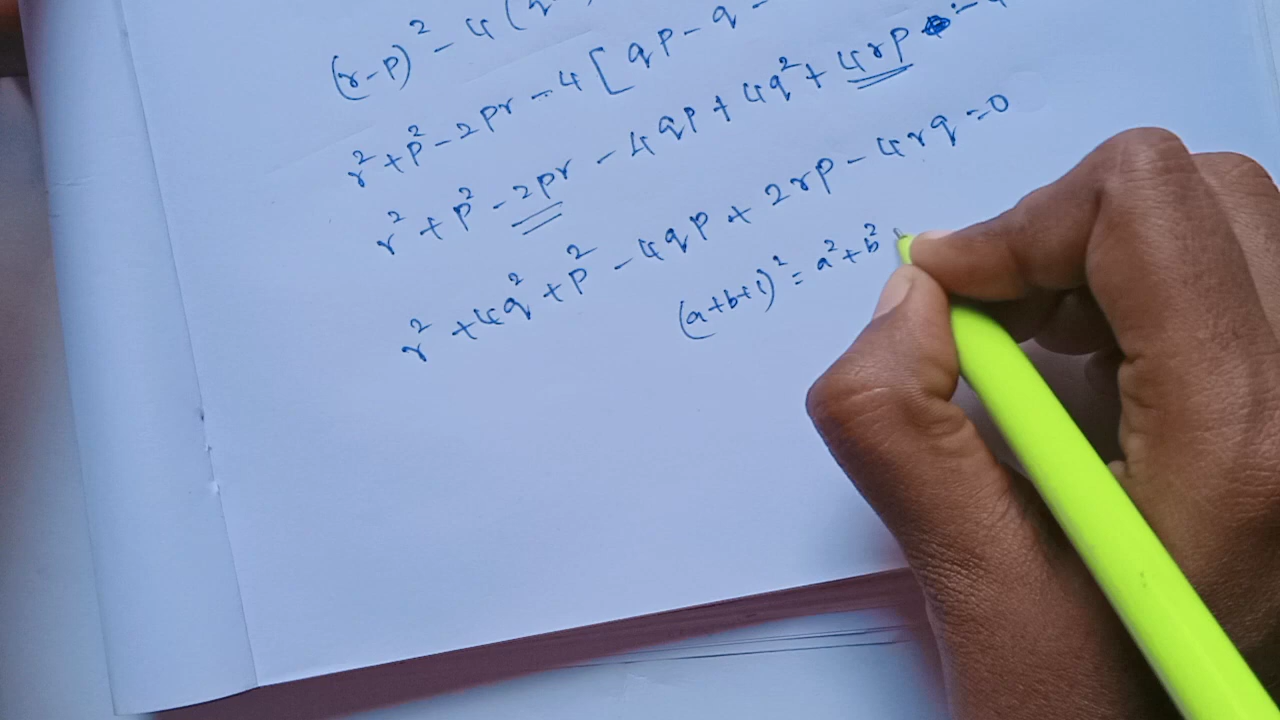 (r-p)² - 4(q
r² + p² - 2pr - 4[qp - q -
r² + p² - 2pr - 4qp + 4q² + 4rp -
r² + 4q² + p² - 4qp + 2rp - 4rq = 0
(a+b+1)² = a² + b²